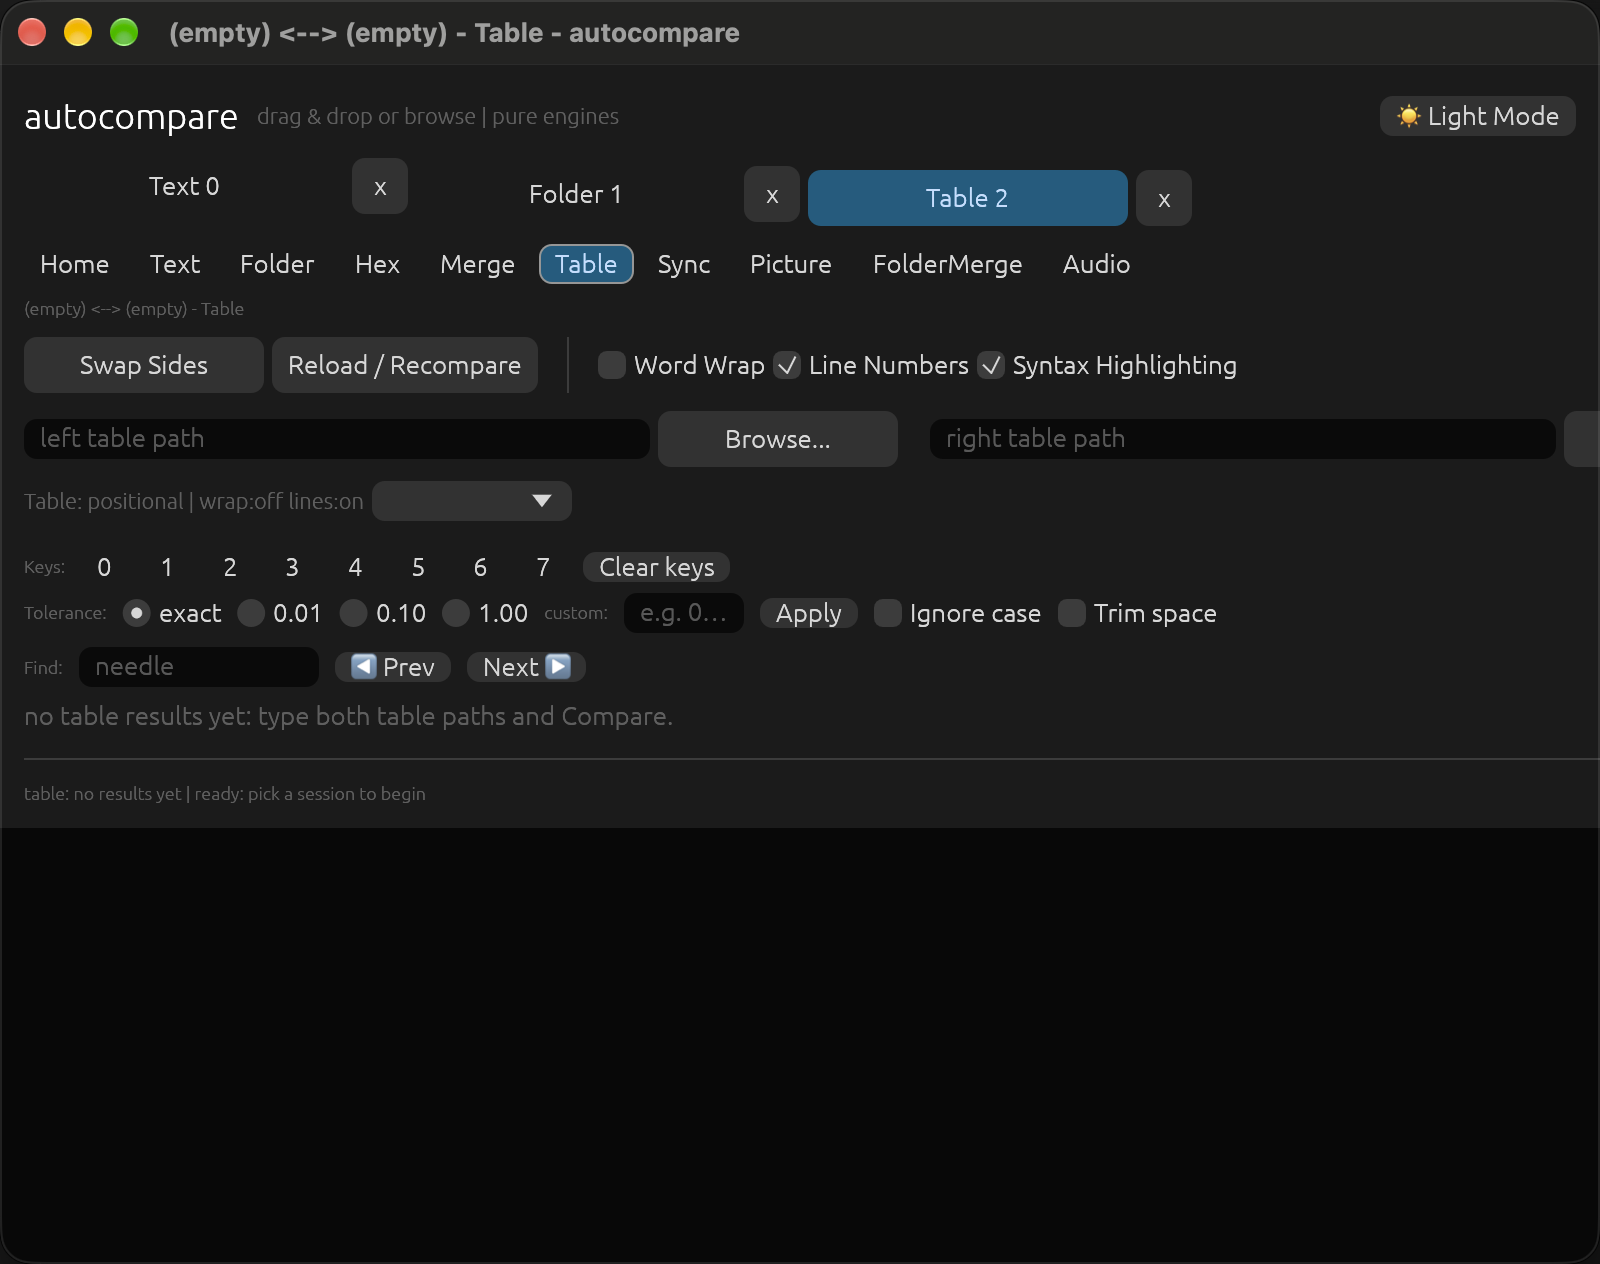 (empty) <--> (empty) - Table - autocompare
autocompare drag & drop or browse | pure engines ☀️ Light Mode
Text 0 x Folder 1 x Table 2 x
Home Text Folder Hex Merge Table Sync Picture FolderMerge Audio
(empty) <--> (empty) - Table
Swap Sides Reload / Recompare Word Wrap Line Numbers Syntax Highlighting
left table path Browse... right table path
Table: positional | wrap:off lines:on
Keys: 0 1 2 3 4 5 6 7 Clear keys
Tolerance: exact 0.01 0.10 1.00 custom: e.g. 0... Apply Ignore case Trim space
Find: needle ◀ Prev Next ▶
no table results yet: type both table paths and Compare.
table: no results yet | ready: pick a session to begin